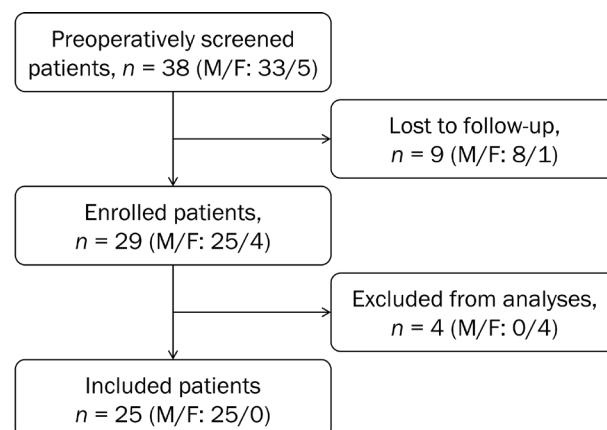 Preoperatively screened
patients, n = 38 (M/F: 33/5)
Lost to follow-up,
n = 9 (M/F: 8/1)
Enrolled patients,
n = 29 (M/F: 25/4)
Excluded from analyses,
n = 4 (M/F: 0/4)
Included patients
n = 25 (M/F: 25/0)